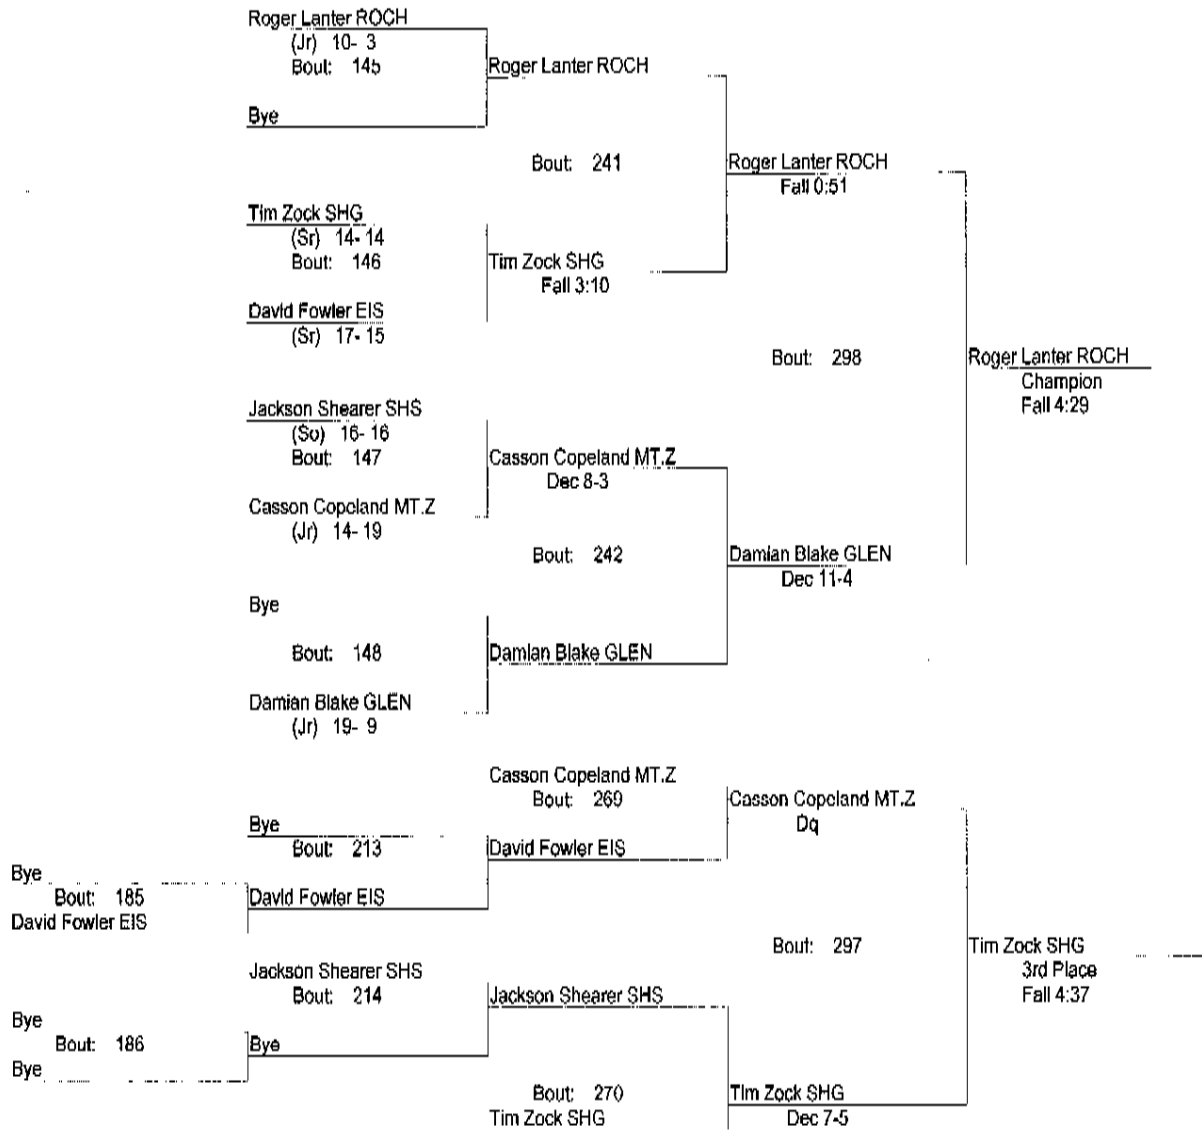 Roger Lanter ROCH
(Jr) 10- 3
Bout: 145
Roger Lanter ROCH
Bye
Bout: 241
Roger Lanter ROCH
Fall 0:51
Tim Zock SHG
(Sr) 14- 14
Bout: 146
Tim Zock SHG
Fall 3:10
David Fowler EIS
(Sr) 17- 15
Bout: 298
Roger Lanter ROCH
Champion
Fall 4:29
Jackson Shearer SHS
(So) 16- 16
Bout: 147
Casson Copeland MT.Z
Dec 8-3
Casson Copeland MT.Z
(Jr) 14- 19
Bout: 242
Damian Blake GLEN
Dec 11-4
Bye
Bout: 148
Damian Blake GLEN
Damian Blake GLEN
(Jr) 19- 9
Casson Copeland MT.Z
Bout: 269
Casson Copeland MT.Z
Dq
Bye
Bout: 213
David Fowler EIS
Bye
Bout: 185
David Fowler EIS
David Fowler EIS
Bout: 297
Tim Zock SHG
3rd Place
Fall 4:37
Jackson Shearer SHS
Bout: 214
Jackson Shearer SHS
Bye
Bout: 186
Bye
Bye
Bout: 270
Tim Zock SHG
Tim Zock SHG
Dec 7-5